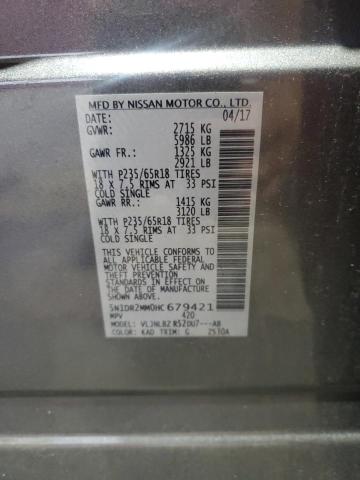 MFD BY NISSAN MOTOR CO., LTD.
DATE: 04/17
GVWR: 2715 KG
5986 LB
GAWR FR.: 1325 KG
2921 LB
WITH P235/65R18 TIRES
18 X 7.5 RIMS AT 33 PSI
COLD SINGLE
GAWR RR.: 1415 KG
3120 LB
WITH P235/65R18 TIRES
18 X 7.5 RIMS AT 33 PSI
COLD SINGLE
THIS VEHICLE CONFORMS TO ALL
APPLICABLE FEDERAL
MOTOR VEHICLE SAFETY
AND THEFT PREVENTION
STANDARDS IN EFFECT ON
THE DATE OF MANUFACTURE
SHOWN ABOVE.
5N1DR2MM0HC679421
MPV 420
MODEL: VLJNLBZ R52DU7---AB
COLOR: KAD TRIM: G 2510A